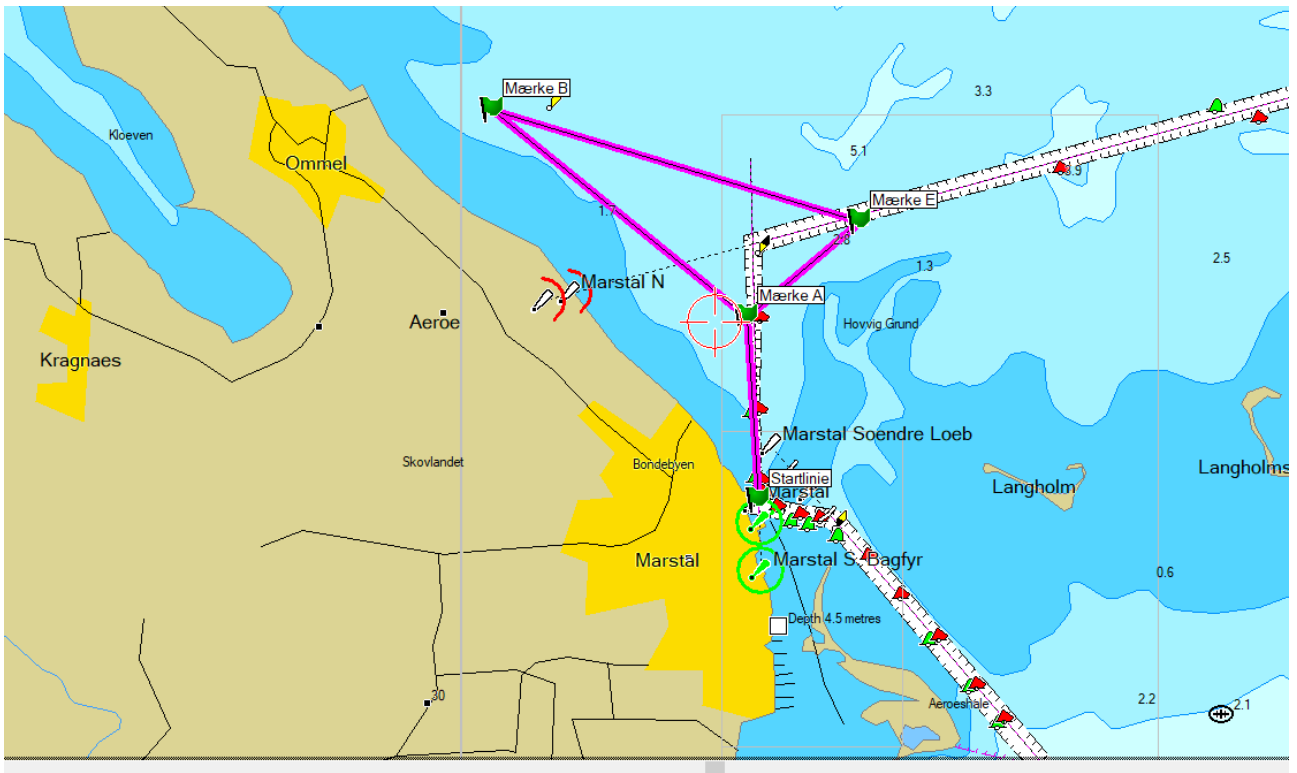 Mærke B
3.3
Kloeven
5.1
Ommel
3.9
Mærke E
1.7
2.8
2.5
1.3
Marstal N
Mærke A
Aeroe
Hovvig Grund
Kragnaes
Marstal Soendre Loeb
Skovlandet
Bondebyen
Langholms
Startlinie
Langholm
Marstal
Marstal
Marstal S. Bagfyr
0.6
Depth 4.5 metres
30
Aeroeshale
2.2
2.1